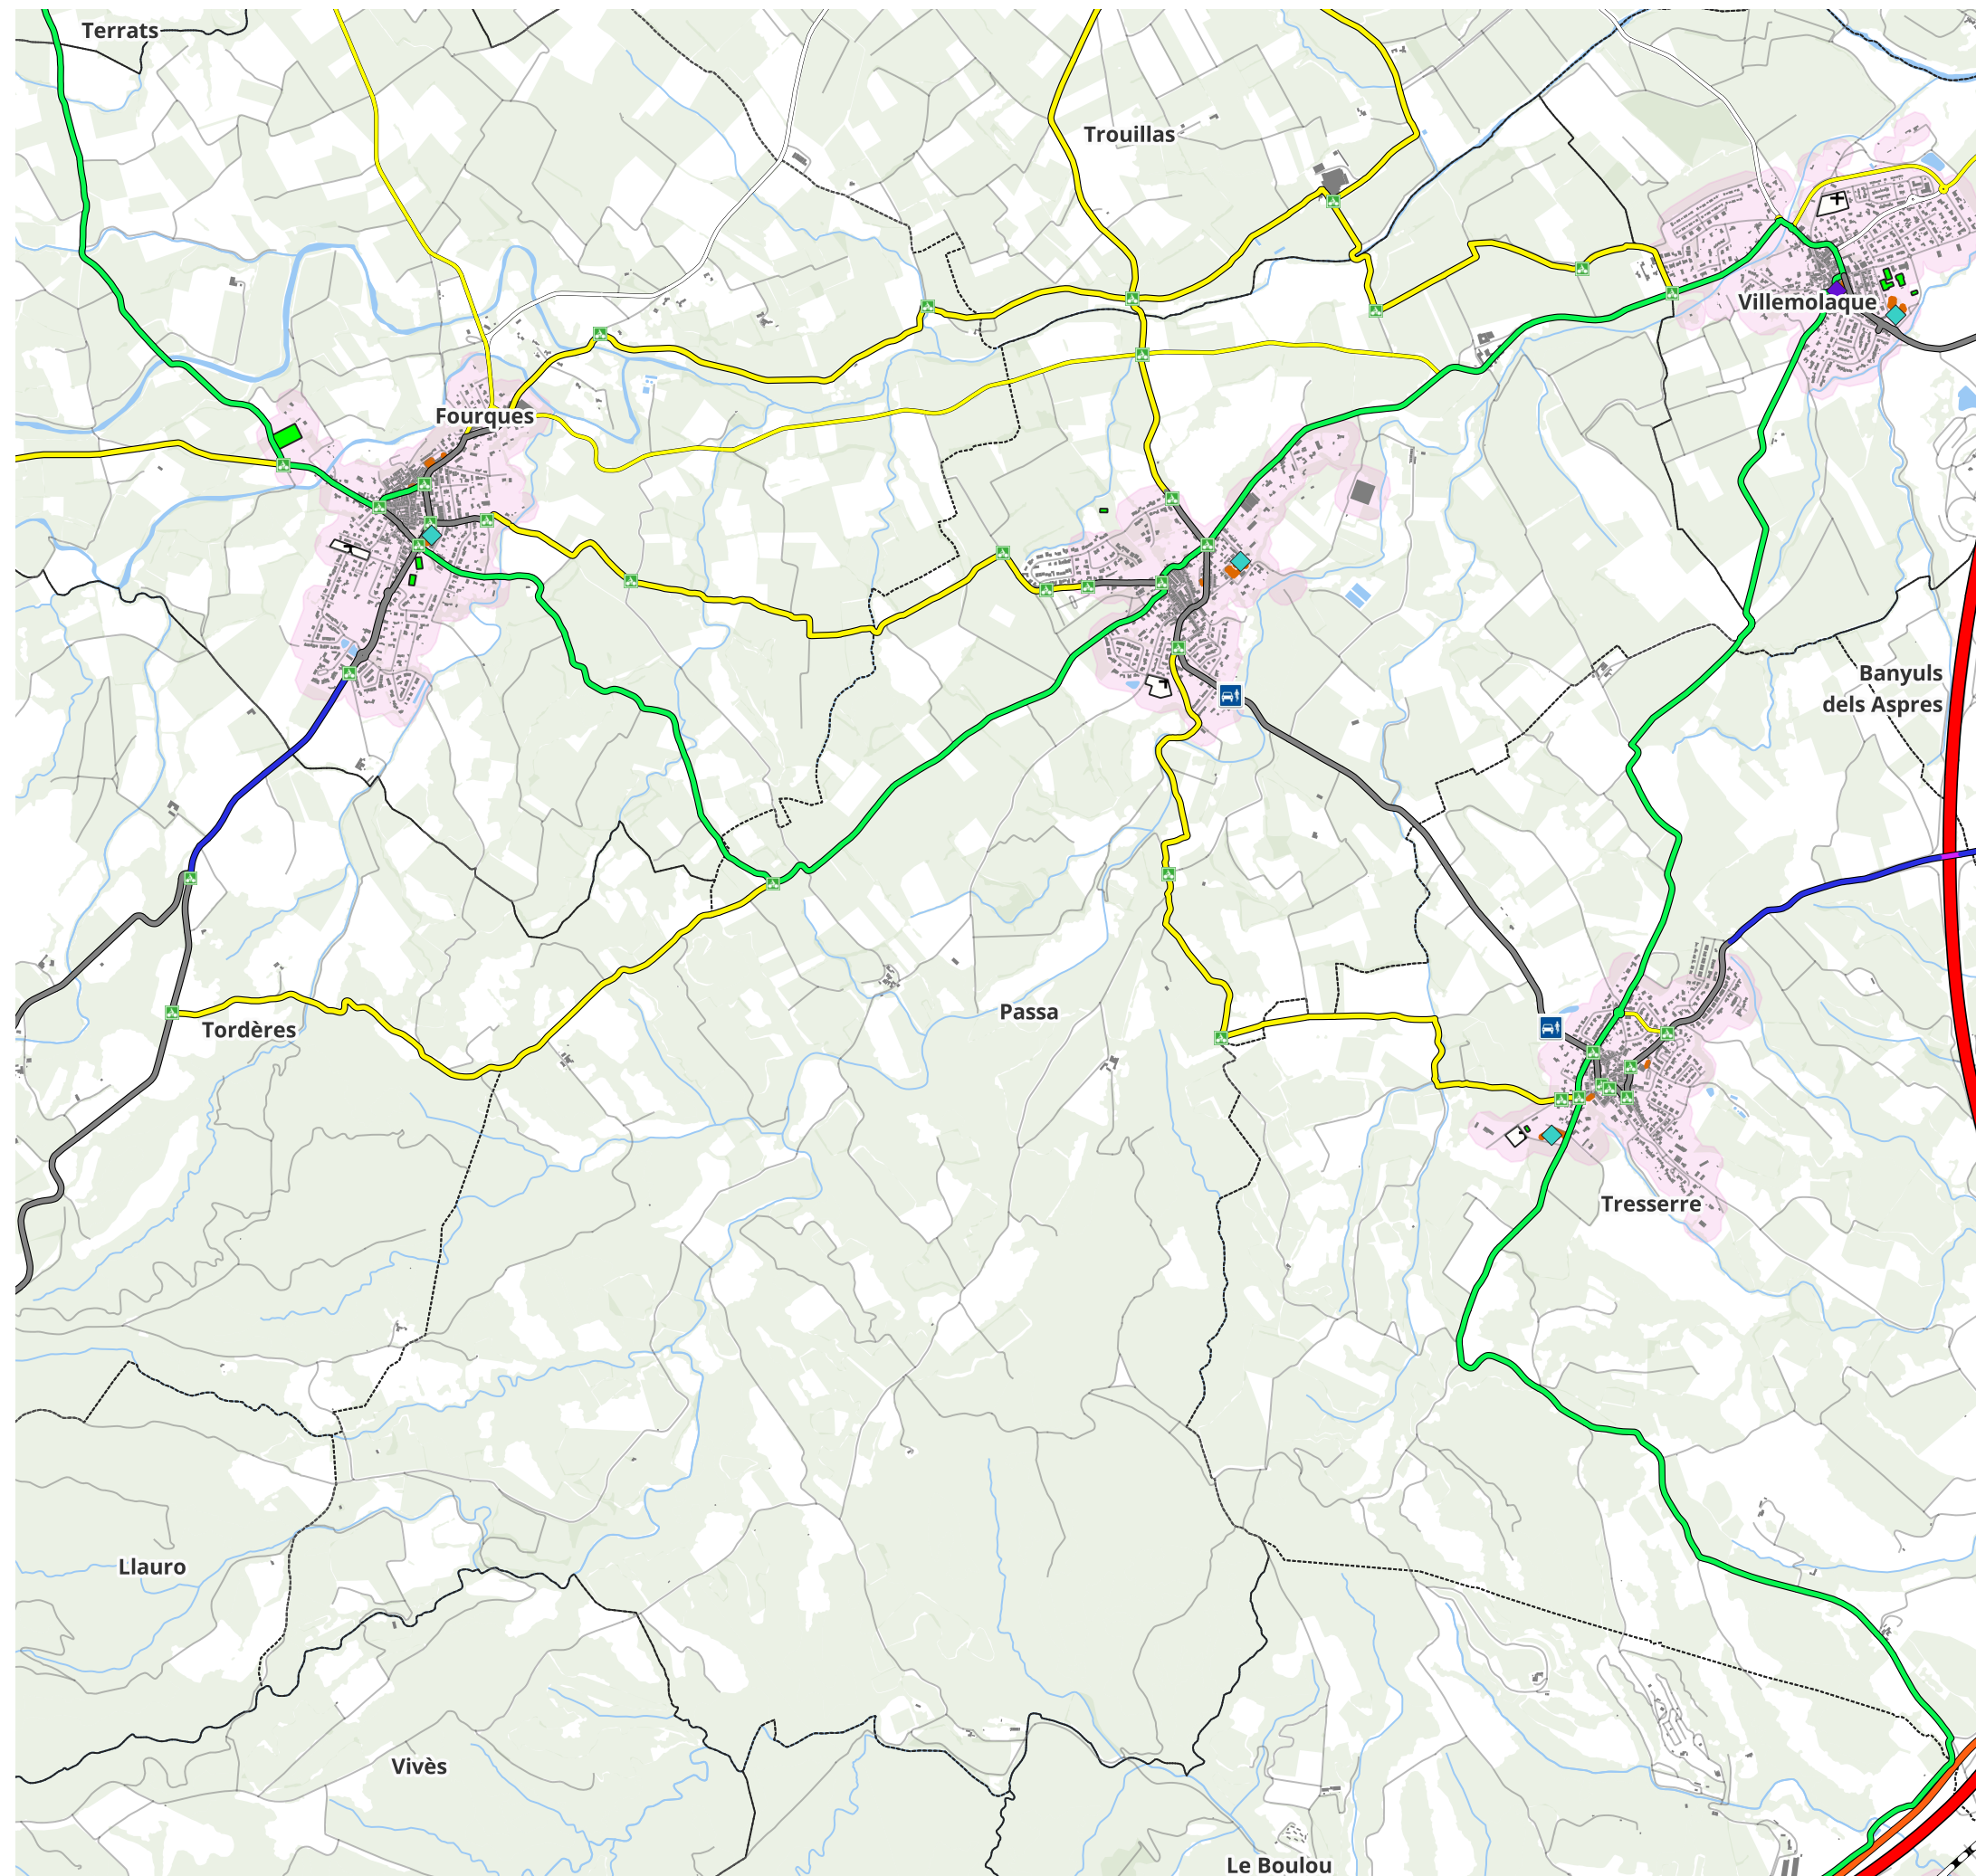 Terrats
Trouillas
Villemolaque
Fourques
Banyuls
dels Aspres
Passa
Tordères
Tresserre
Llauro
Vivès
Le Boulou